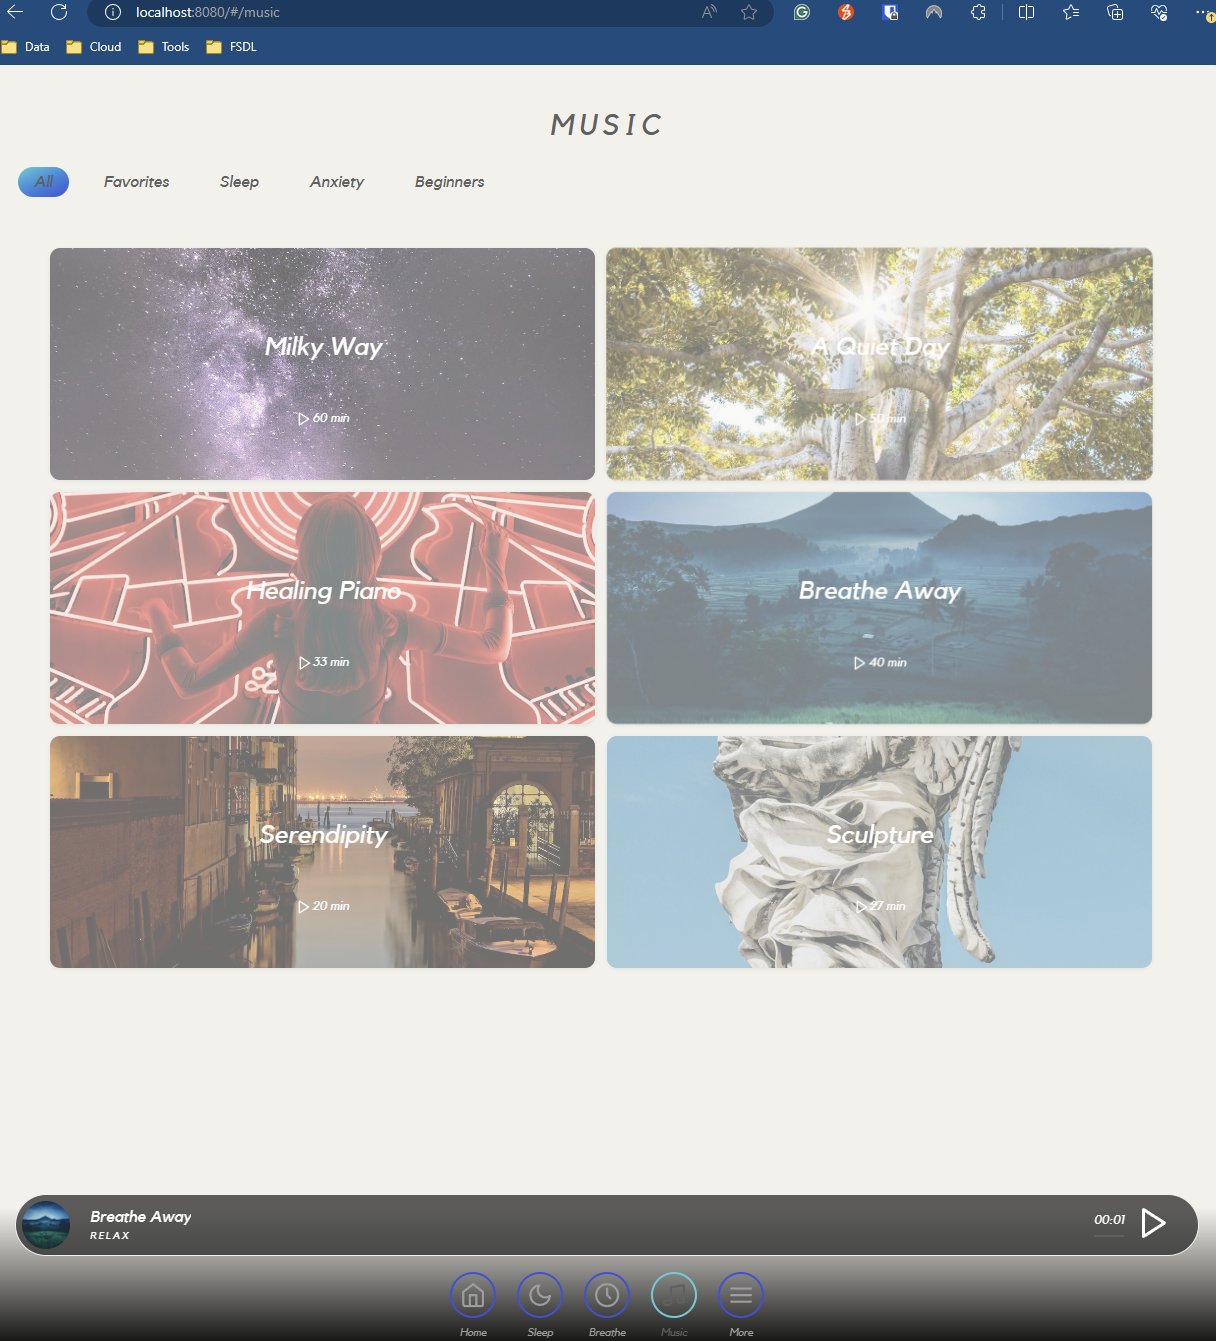 localhost:8080/#/music
Data Cloud Tools FSDL
MUSIC
All Favorites Sleep Anxiety Beginners
Milky Way
60 min
A Quiet Day
50 min
Healing Piano
33 min
Breathe Away
40 min
Serendipity
20 min
Sculpture
27 min
Breathe Away
RELAX
00:01
Home Sleep Breathe Music More